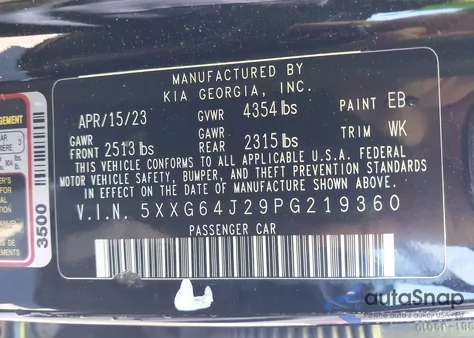 MANUFACTURED BY
KIA GEORGIA, INC.
APR/15/23 GVWR 4354 lbs PAINT EB
GAWR FRONT 2513 lbs GAWR REAR 2315 lbs TRIM WK
THIS VEHICLE CONFORMS TO ALL APPLICABLE U.S.A. FEDERAL
MOTOR VEHICLE SAFETY, BUMPER, AND THEFT PREVENTION STANDARDS
IN EFFECT ON THE DATE OF MANUFACTURE SHOWN ABOVE.
V.I.N. 5XXG64J29PG219360
PASSENGER CAR
3500
autoSnap